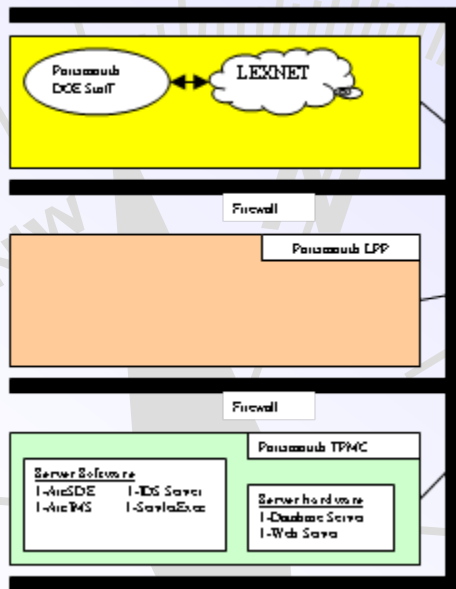 Portsmouth
DOE Staff
LEXNET
Firewall
Portsmouth LPP
Firewall
Portsmouth TPMC
Server Software
1-ArcSDE 1-IDS Server
1-ArcIMS 1-ServletExec
Server hardware
1-Database Server
1-Web Server
NW